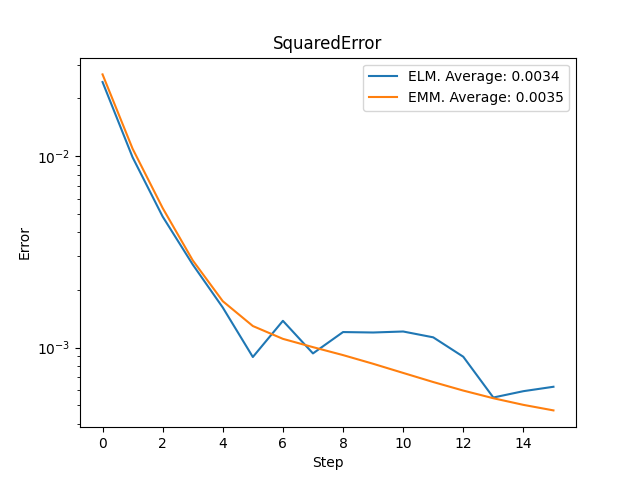 SquaredError
ELM. Average: 0.0034
EMM. Average: 0.0035
10⁻²
10⁻³
Error
0 2 4 6 8 10 12 14
Step